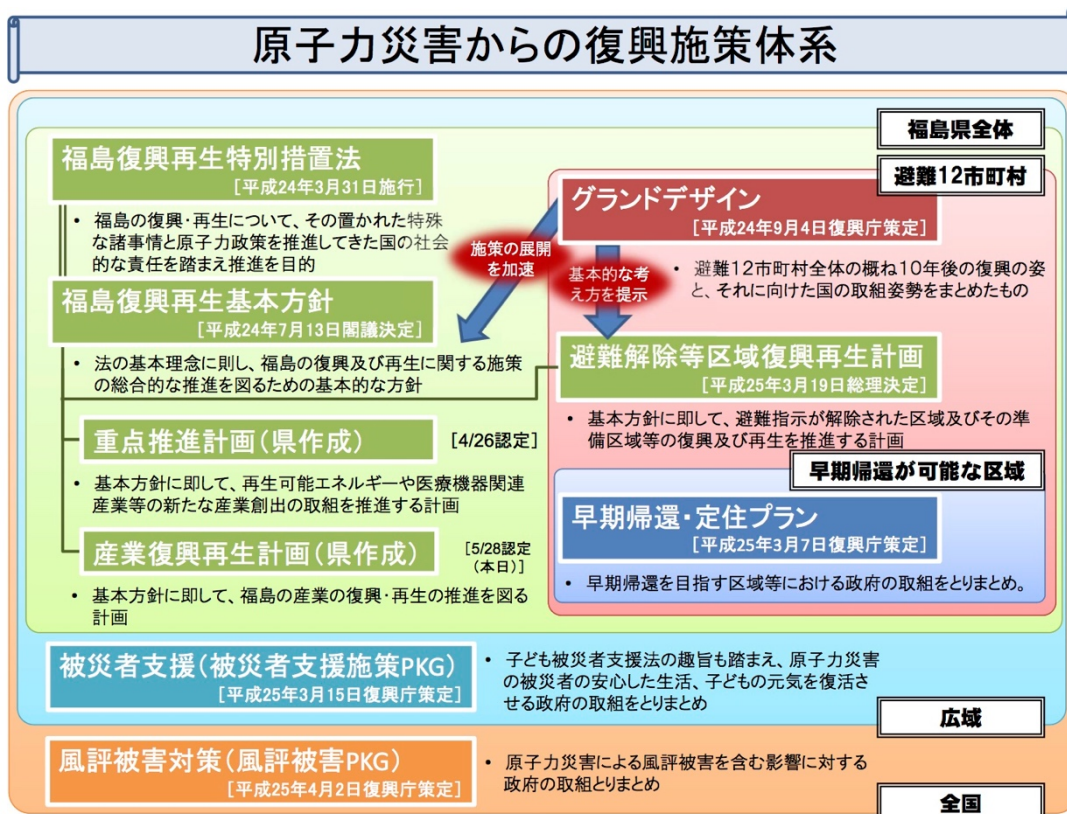 原子力災害からの復興施策体系
福島県全体
福島復興再生特別措置法
[平成24年3月31日施行]
・ 福島の復興・再生について、その置かれた特殊
な諸事情と原子力政策を推進してきた国の社会
的な責任を踏まえ推進を目的
福島復興再生基本方針
[平成24年7月13日閣議決定]
・ 法の基本理念に則し、福島の復興及び再生に関する施策
の総合的な推進を図るための基本的な方針
重点推進計画(県作成)
[4/26認定]
・ 基本方針に即して、再生可能エネルギーや医療機器関連
産業等の新たな産業創出の取組を推進する計画
産業復興再生計画(県作成)
[5/28認定
(本日)]
・ 基本方針に即して、福島の産業の復興・再生の推進を図る
計画
避難12市町村
グランドデザイン
[平成24年9月4日復興庁策定]
施策の展開
を加速
基本的な考
え方を提示
・ 避難12市町村全体の概ね10年後の復興の姿
と、それに向けた国の取組姿勢をまとめたもの
避難解除等区域復興再生計画
[平成25年3月19日総理決定]
・ 基本方針に即して、避難指示が解除された区域及びその準
備区域等の復興及び再生を推進する計画
早期帰還が可能な区域
早期帰還・定住プラン
[平成25年3月7日復興庁策定]
・ 早期帰還を目指す区域等における政府の取組をとりまとめ。
被災者支援(被災者支援施策PKG)
[平成25年3月15日復興庁策定]
・ 子ども被災者支援法の趣旨も踏まえ、原子力災害
の被災者の安心した生活、子どもの元気を復活さ
せる政府の取組をとりまとめ
広域
風評被害対策(風評被害PKG)
[平成25年4月2日復興庁策定]
・ 原子力災害による風評被害を含む影響に対する
政府の取組とりまとめ
全国